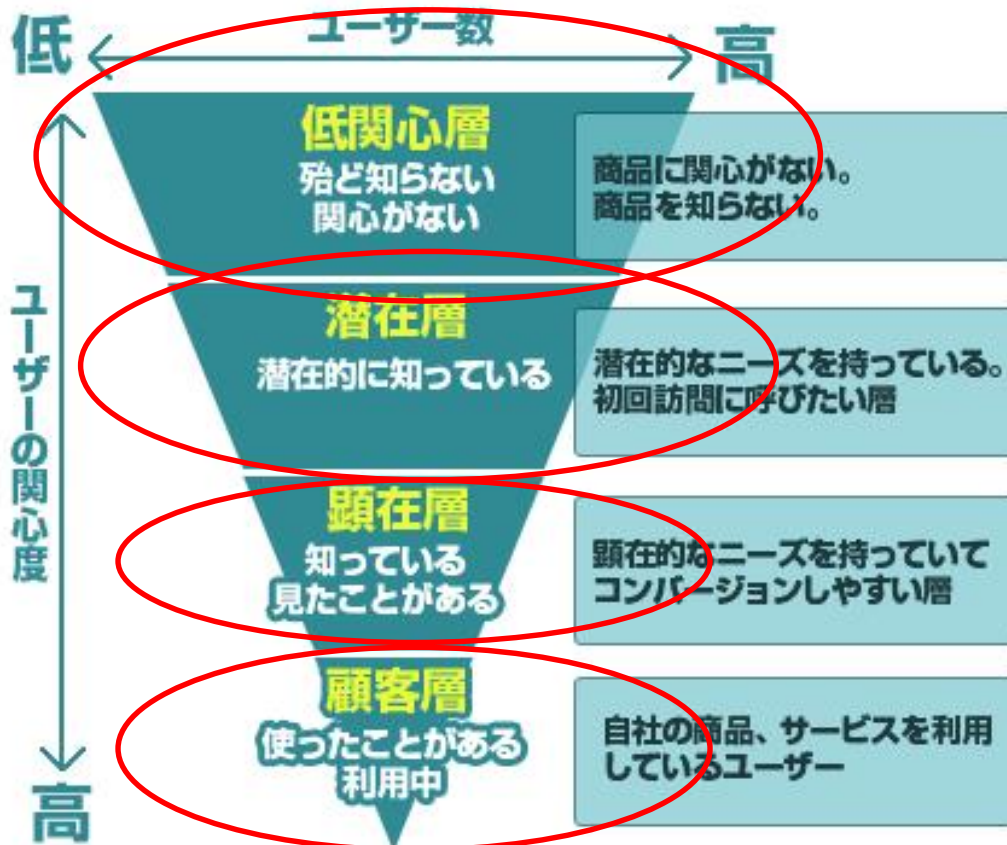 低
ユーザー数
高
低関心層
殆ど知らない
関心がない
商品に関心がない。
商品を知らない。
ユーザーの関心度
潜在層
潜在的に知っている
潜在的なニーズを持っている。
初回訪問に呼びたい層
顕在層
知っている
見たことがある
顕在的なニーズを持っていて
コンバージョンしやすい層
顧客層
使ったことがある
利用中
自社の商品、サービスを利用
しているユーザー
高